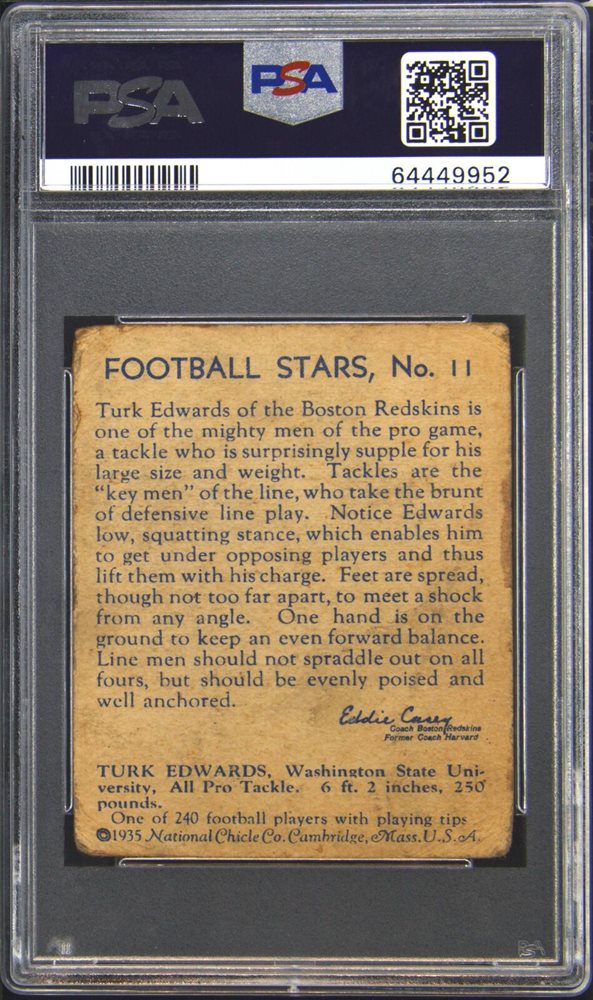 PSA
PSA
64449952
FOOTBALL STARS, No. 11
Turk Edwards of the Boston Redskins is
one of the mighty men of the pro game,
a tackle who is surprisingly supple for his
large size and weight. Tackles are the
"key men" of the line, who take the brunt
of defensive line play. Notice Edwards
low, squatting stance, which enables him
to get under opposing players and thus
lift them with his charge. Feet are spread,
though not too far apart, to meet a shock
from any angle. One hand is on the
ground to keep an even forward balance.
Line men should not spraddle out on all
fours, but should be evenly poised and
well anchored.
Eddie Casey
Coach Boston Redskins
Former Coach Harvard
TURK EDWARDS, Washington State Uni-
versity, All Pro Tackle. 6 ft. 2 inches, 250
pounds.
One of 240 football players with playing tips
©1935 National Chicle Co. Cambridge, Mass. U.S.A.
PSA